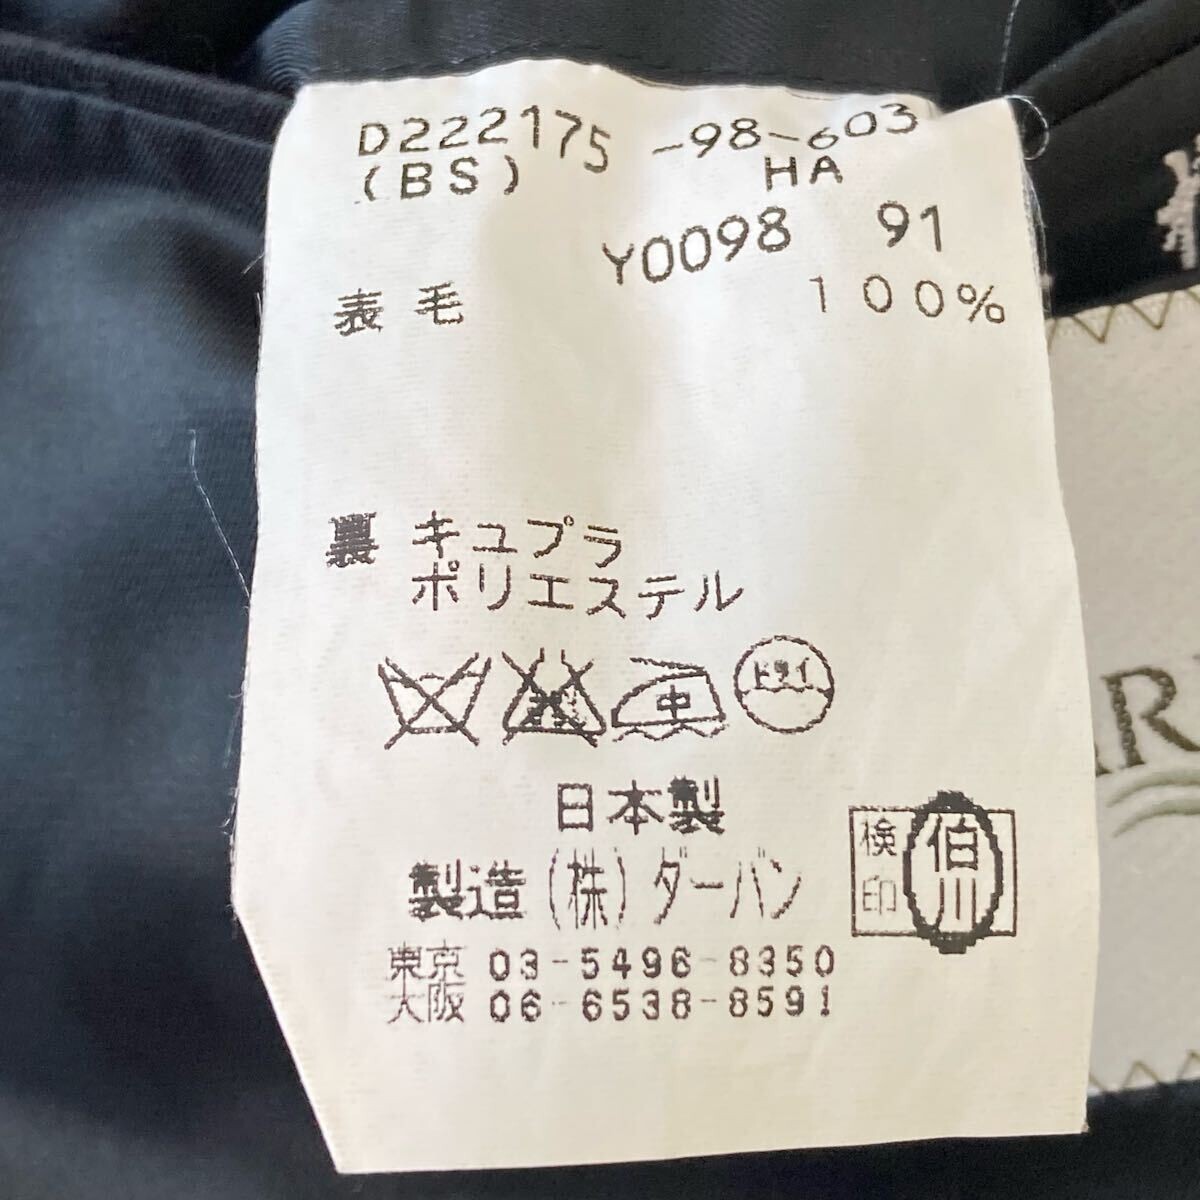 D222175 -98-603
(BS) HA
Y0098 91
表 毛 100%
裏 キュプラ
ポリエステル
中 ドライ
日本製
製造(株)ダーバン
検印 伯川
東京 03-5496-8350
大阪 06-6538-8591